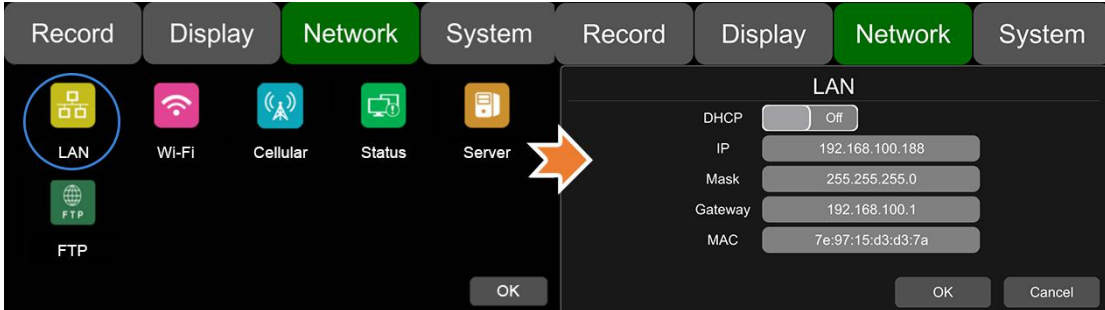 Record Display Network System
LAN Wi-Fi Cellular Status Server
FTP
FTP
OK
Record Display Network System
LAN
DHCP Off
IP 192.168.100.188
Mask 255.255.255.0
Gateway 192.168.100.1
MAC 7e:97:15:d3:d3:7a
OK Cancel